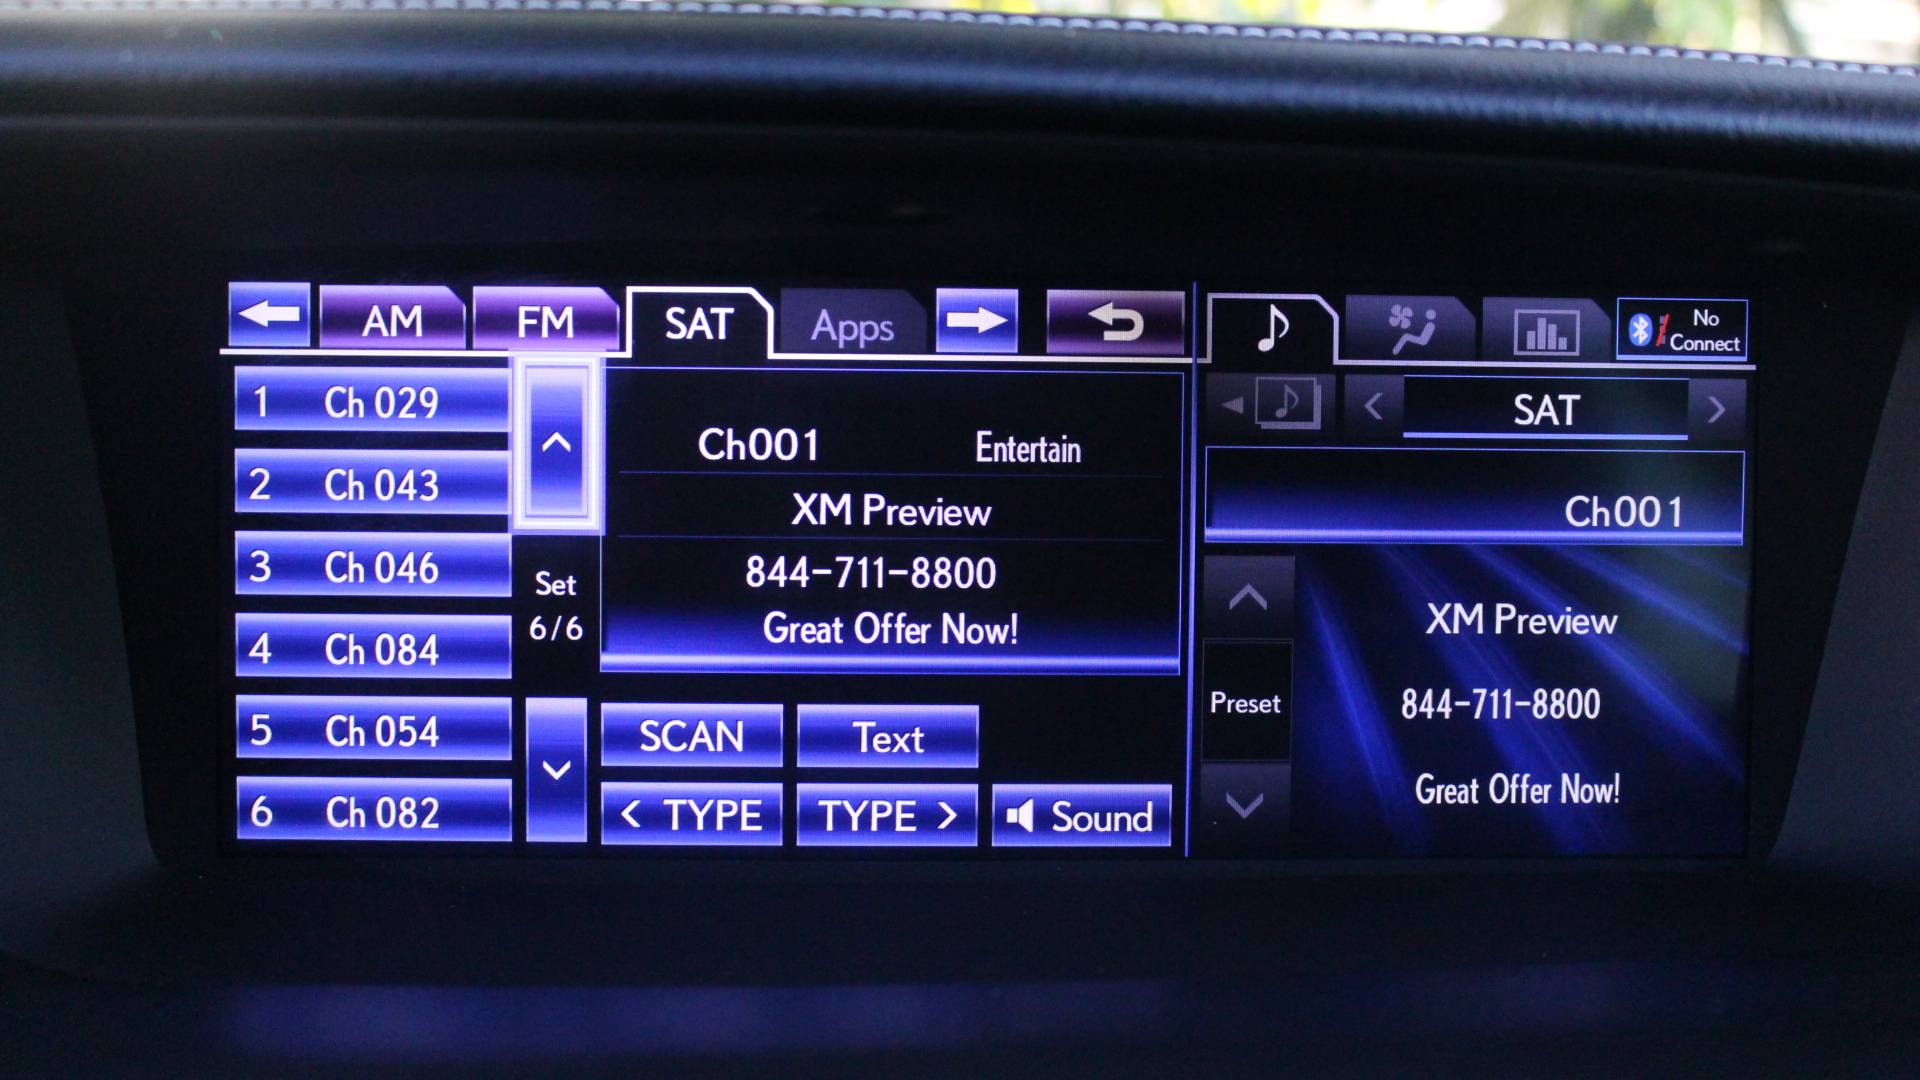 AM FM SAT Apps
No
Connect
1 Ch 029
2 Ch 043
3 Ch 046
4 Ch 084
5 Ch 054
6 Ch 082
Set
6/6
Ch001 Entertain
XM Preview
844-711-8800
Great Offer Now!
SCAN Text
< TYPE TYPE > Sound
SAT
Ch001
Preset
XM Preview
844-711-8800
Great Offer Now!